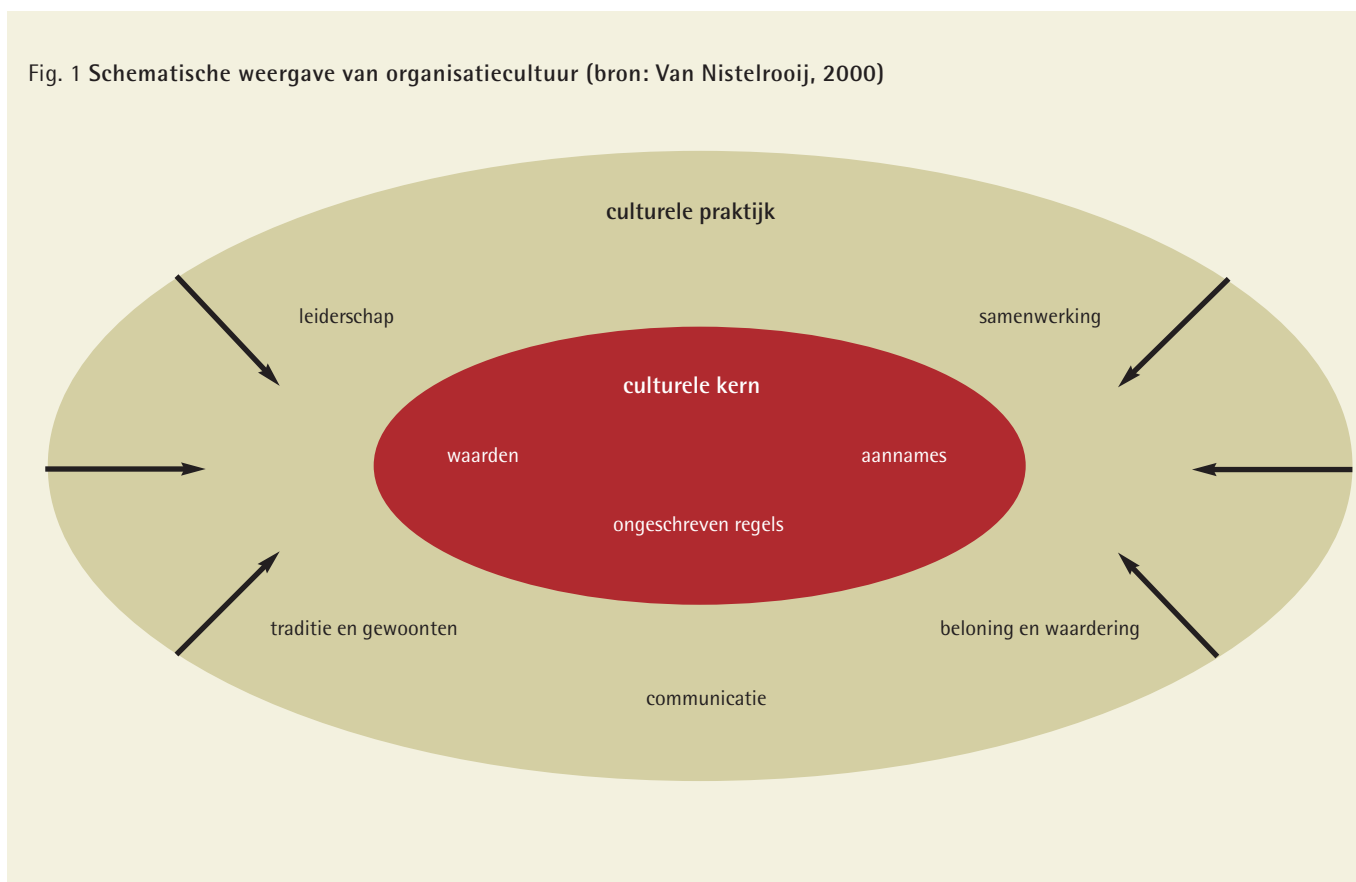 Fig. 1 Schematische weergave van organisatiecultuur (bron: Van Nistelrooij, 2000)
culturele praktijk
leiderschap
samenwerking
culturele kern
waarden
aannames
ongeschreven regels
traditie en gewoonten
beloning en waardering
communicatie